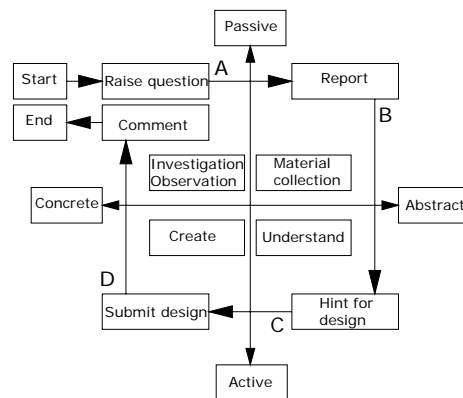 Passive
Start
Raise question
A
Report
End
Comment
B
Investigation
Observation
Material
collection
Concrete
Abstract
Create
Understand
D
Submit design
C
Hint for
design
Active